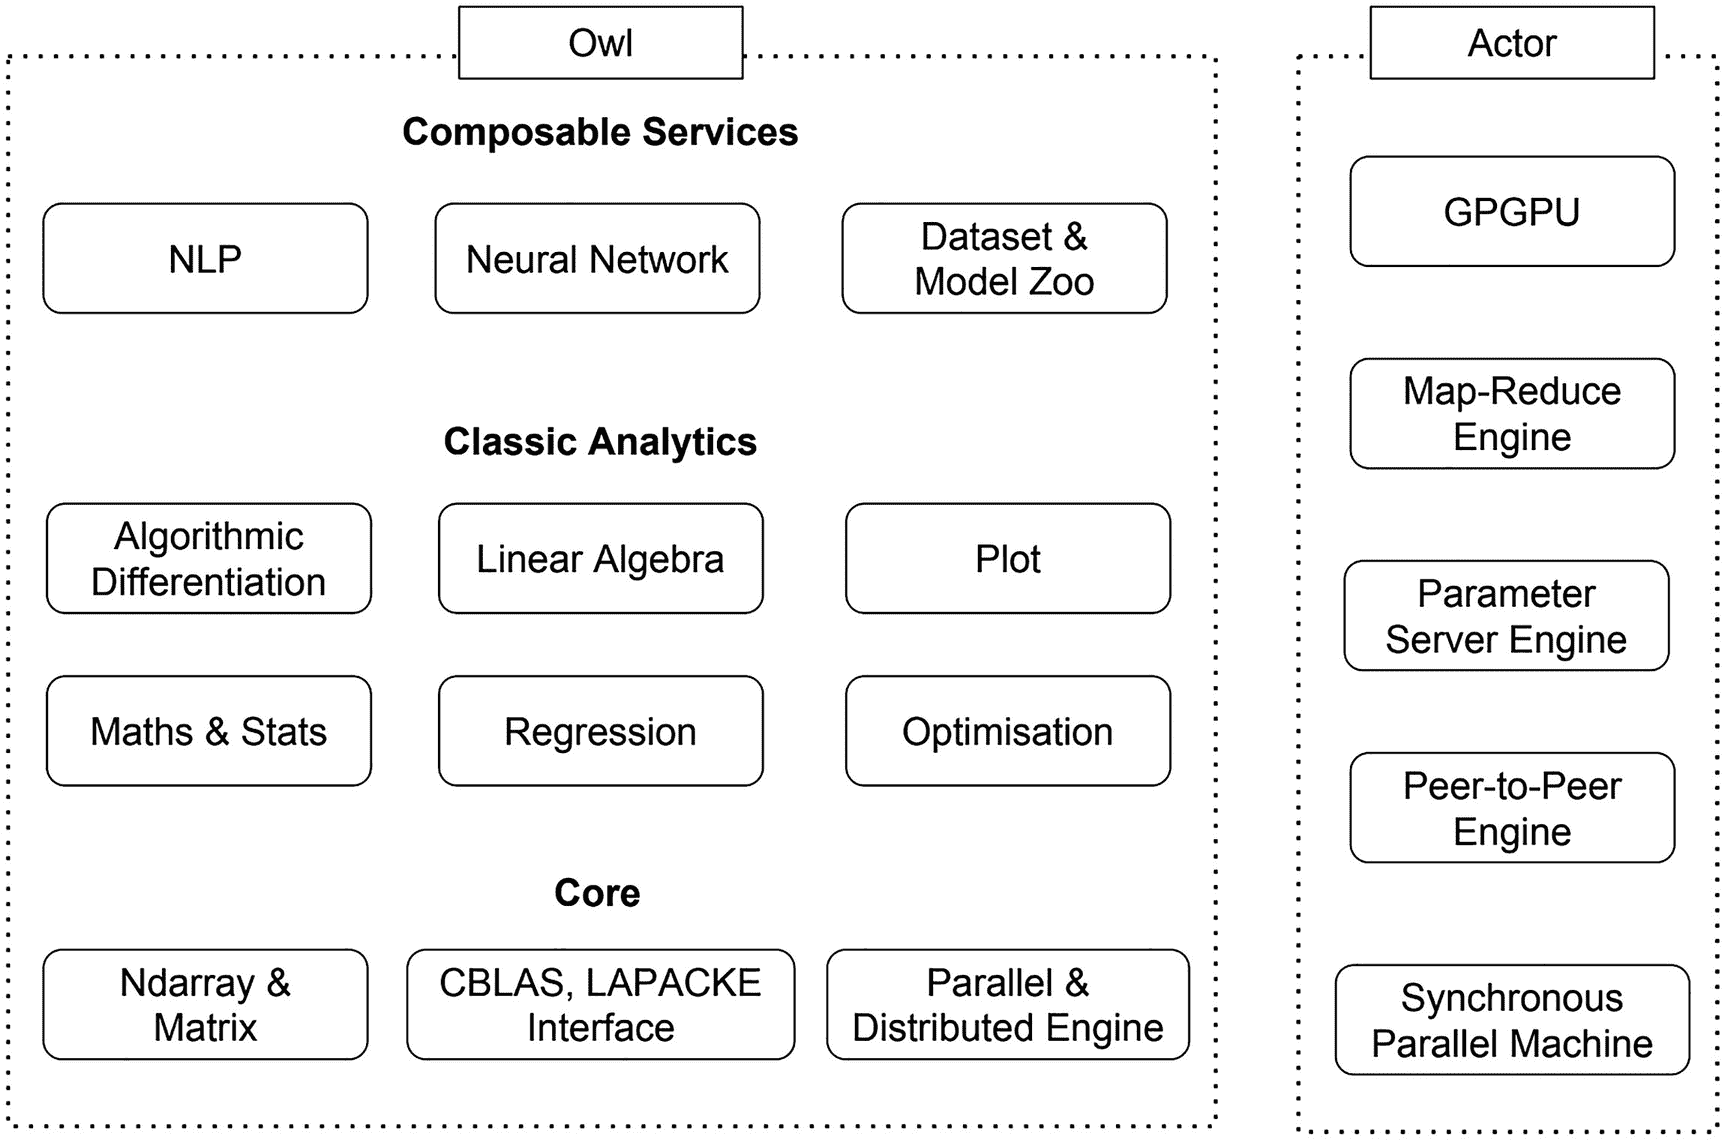 Owl
Composable Services
NLP
Neural Network
Dataset &
Model Zoo
Classic Analytics
Algorithmic
Differentiation
Linear Algebra
Plot
Maths & Stats
Regression
Optimisation
Core
Ndarray &
Matrix
CBLAS, LAPACKE
Interface
Parallel &
Distributed Engine
Actor
GPGPU
Map-Reduce
Engine
Parameter
Server Engine
Peer-to-Peer
Engine
Synchronous
Parallel Machine